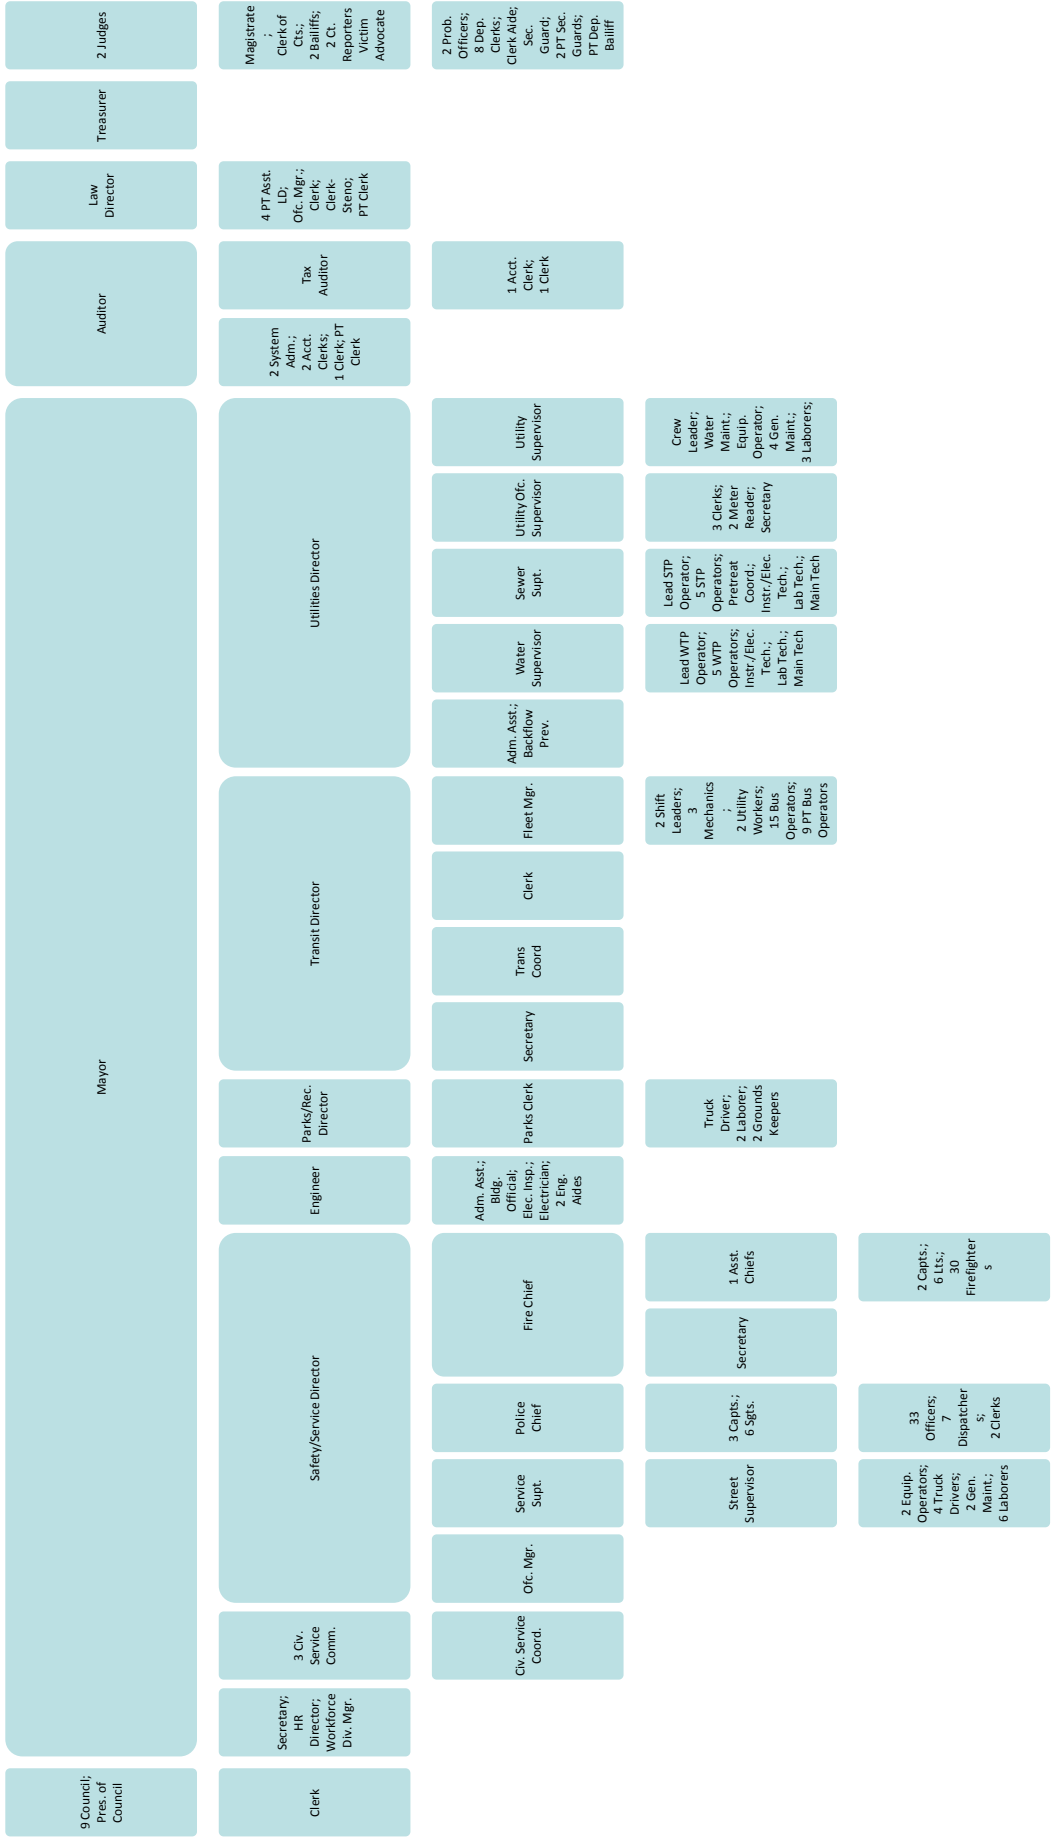 9 Council;
Pres. of
Council
Mayor
Auditor
Law
Director
Treasurer
2 Judges
Clerk
Secretary;
HR
Director;
Workforce
Div. Mgr.
3 Civ.
Service
Comm.
Safety/Service Director
Engineer
Parks/Rec.
Director
Transit Director
Utilities Director
2 System
Adm.;
2 Acct.
Clerks;
1 Clerk; PT
Clerk
Tax
Auditor
4 PT Asst.
LD;
Ofc. Mgr.;
Clerk;
Clerk-
Steno;
PT Clerk
Magistrate
;
Clerk of
Cts.;
2 Bailiffs;
2 Ct.
Reporters
Victim
Advocate
Civ. Service
Coord.
Ofc. Mgr.
Service
Supt.
Police
Chief
Fire Chief
Adm. Asst.;
Bldg.
Official;
Elec. Insp.;
Electrician;
2 Eng.
Aides
Parks Clerk
Secretary
Trans
Coord
Clerk
Fleet Mgr.
Adm. Asst.;
Backflow
Prev.
Water
Supervisor
Sewer
Supt.
Utility Ofc.
Supervisor
Utility
Supervisor
1 Acct.
Clerk;
1 Clerk
2 Prob.
Officers;
8 Dep.
Clerks;
Clerk Aide;
Sec.
Guard;
2 PT Sec.
Guards;
PT Dep.
Bailiff
Street
Supervisor
3 Capts.;
6 Sgts.
Secretary
1 Asst.
Chiefs
Truck
Driver;
2 Laborer;
2 Grounds
Keepers
2 Shift
Leaders;
3
Mechanics
;
2 Utility
Workers;
15 Bus
Operators;
9 PT Bus
Operators
Lead WTP
Operator;
5 WTP
Operators;
Instr./Elec.
Tech.;
Lab Tech.;
Main Tech
Lead STP
Operator;
5 STP
Operators;
Pretreat
Coord.;
Instr./Elec.
Tech.;
Lab Tech.;
Main Tech
3 Clerks;
2 Meter
Reader;
Secretary
Crew
Leader;
Water
Maint.;
Equip.
Operator;
4 Gen.
Maint.;
3 Laborers;
2 Equip.
Operators;
4 Truck
Drivers;
2 Gen.
Maint.;
6 Laborers
33
Officers;
7
Dispatcher
s;
2 Clerks
2 Capts.;
6 Lts.;
30
Firefighter
s